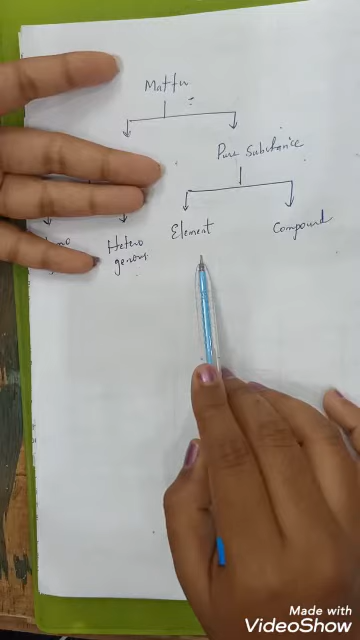 Matter
Pure Substance
Element
Compound
Hetero
genous
Made with
VideoShow